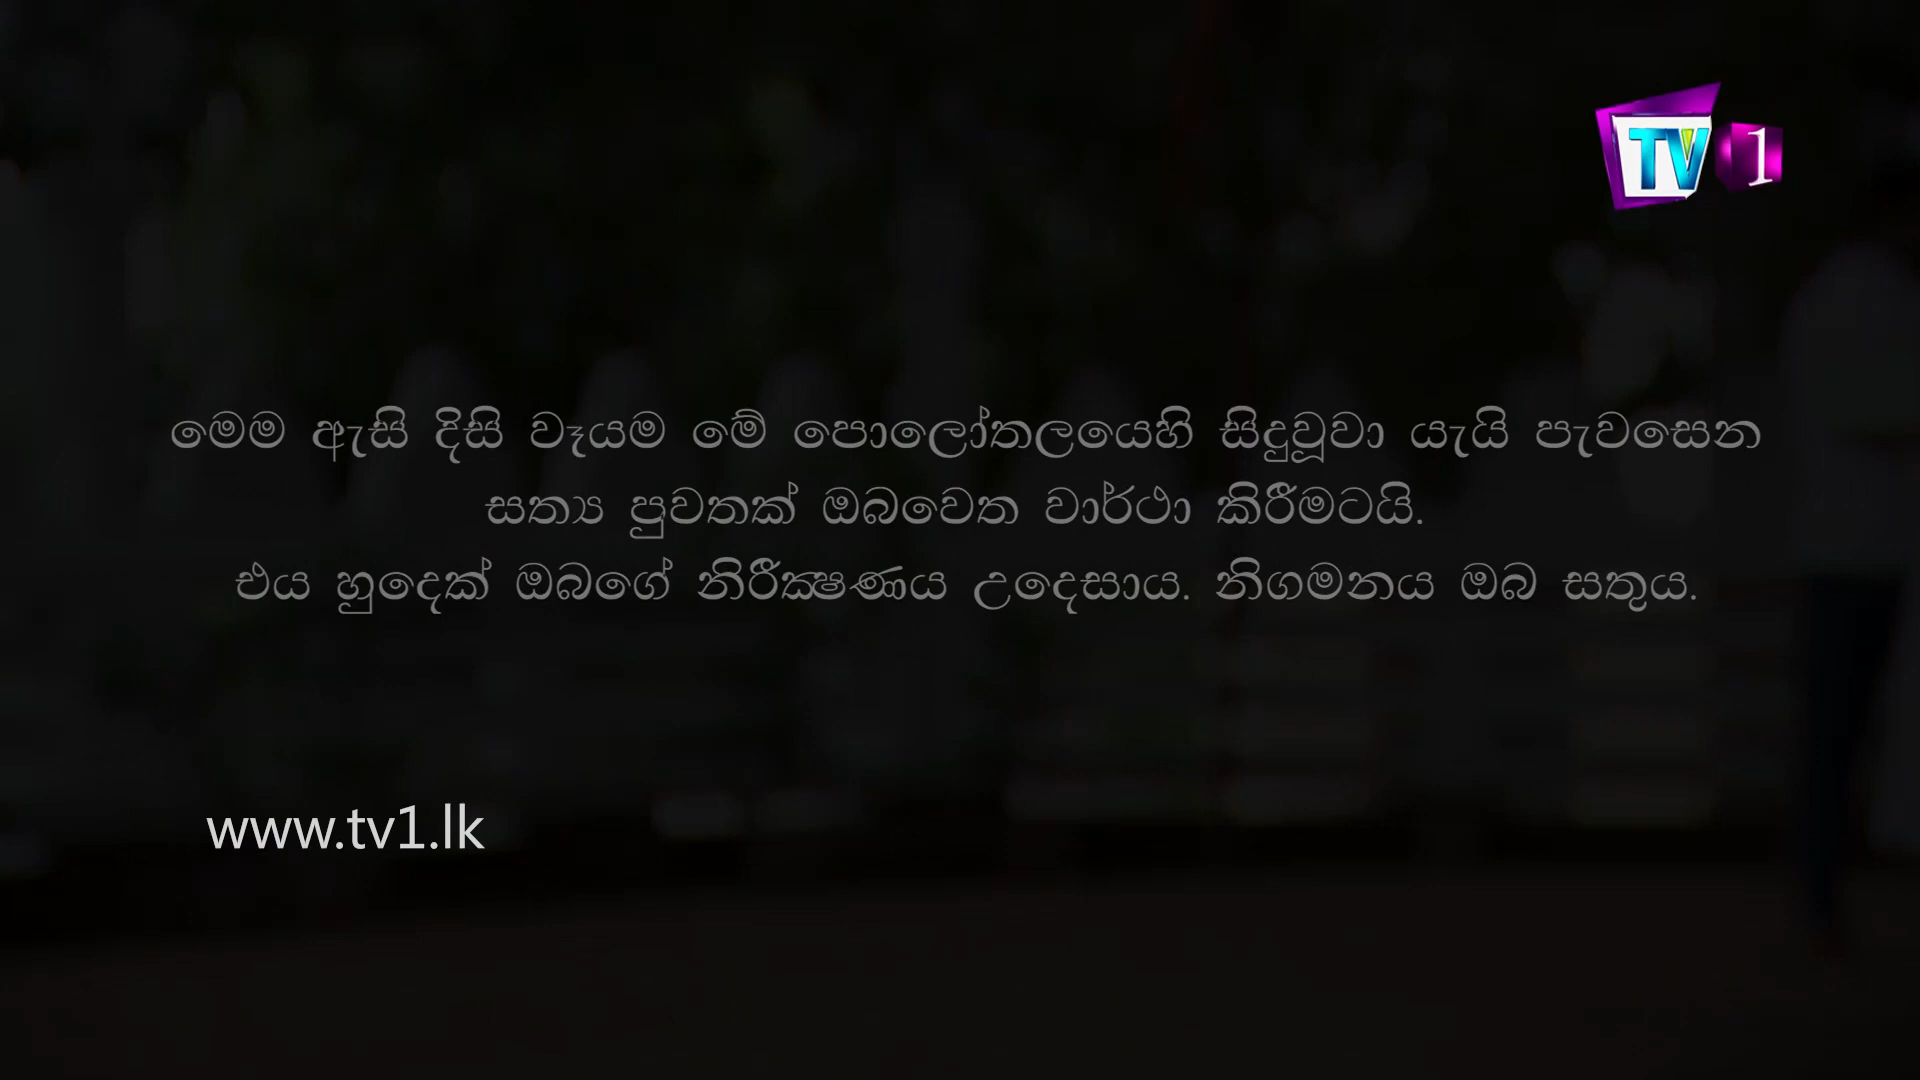 TV 1
මෙම ඇසි දිසි වෑයම මේ පොලෝතලයෙහි සිදුවූවා යැයි පැවසෙන
සත්‍ය පුවතක් ඔබවෙත වාර්ථා කිරීමටයි.
එය හුදෙක් ඔබගේ නිරීක්‍ෂණය උදෙසාය. නිගමනය ඔබ සතුය.
www.tv1.lk